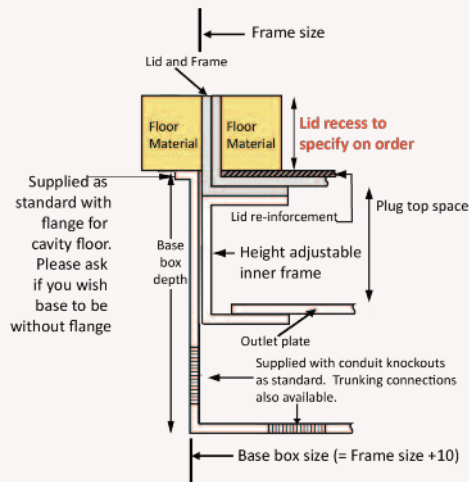 Frame size
Lid and Frame
Floor
Material
Floor
Material
Lid recess to
specify on order
Supplied as
standard with
flange for
cavity floor.
Please ask
if you wish
base to be
without flange
Base
box
depth
Lid re-inforcement
Plug top space
Height adjustable
inner frame
Outlet plate
Supplied with conduit knockouts
as standard. Trunking connections
also available.
Base box size (= Frame size +10)